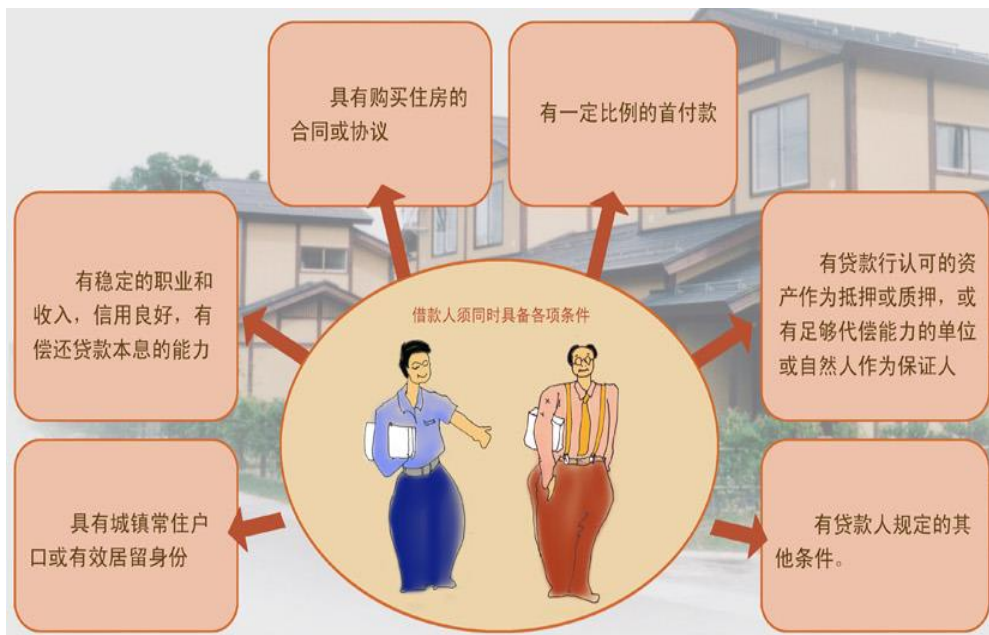 具有购买住房的
合同或协议
有一定比例的首付款
有稳定的职业和
收入，信用良好，有
偿还贷款本息的能力
有贷款行认可的资
产作为抵押或质押，或
有足够代偿能力的单位
或自然人作为保证人
借款人须同时具备各项条件
具有城镇常住户
口或有效居留身份
有贷款人规定的其
他条件。